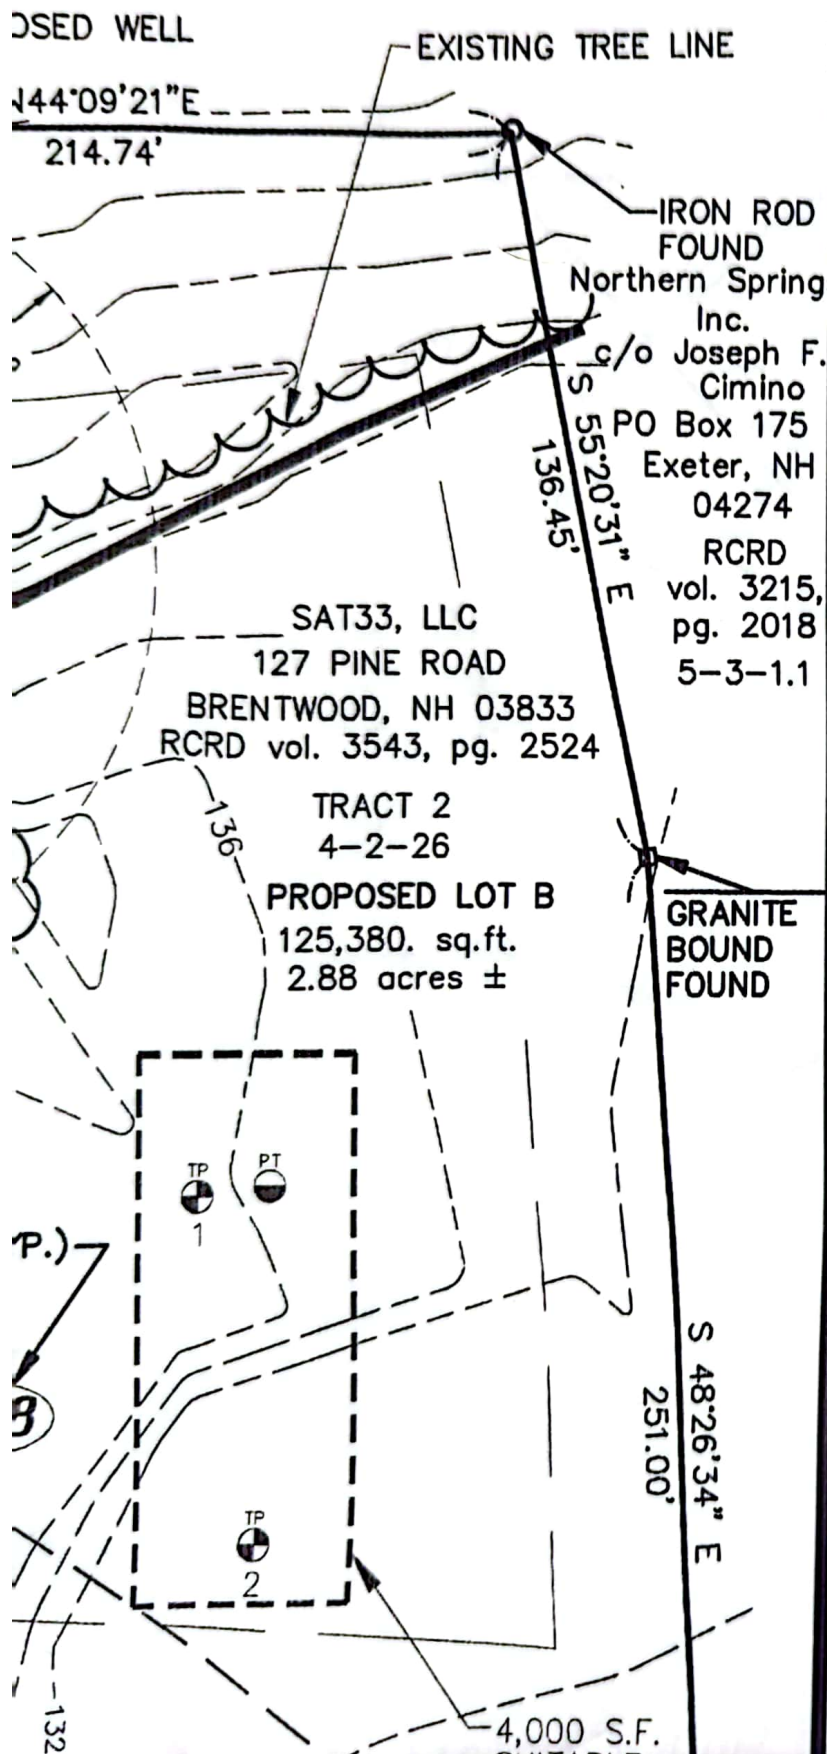 OSED WELL
EXISTING TREE LINE
N44°09'21"E
214.74'
IRON ROD
FOUND
Northern Spring
Inc.
c/o Joseph F.
Cimino
PO Box 175
Exeter, NH
04274
RCRD
vol. 3215,
pg. 2018
5-3-1.1
S 55°20'31" E
136.45'
SAT33, LLC
127 PINE ROAD
BRENTWOOD, NH 03833
RCRD vol. 3543, pg. 2524
TRACT 2
4-2-26
PROPOSED LOT B
125,380. sq.ft.
2.88 acres ±
136
GRANITE
BOUND
FOUND
TP
1
PT
P.)
B
S 48°26'34" E
251.00'
TP
2
132
4,000 S.F.